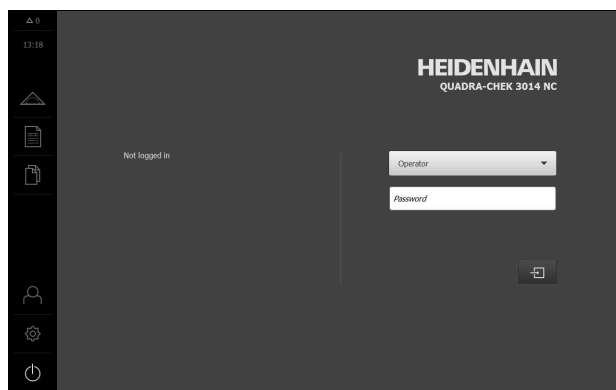 △ 0
13:18
HEIDENHAIN
QUADRA-CHEK 3014 NC
Not logged in
Operator
Password